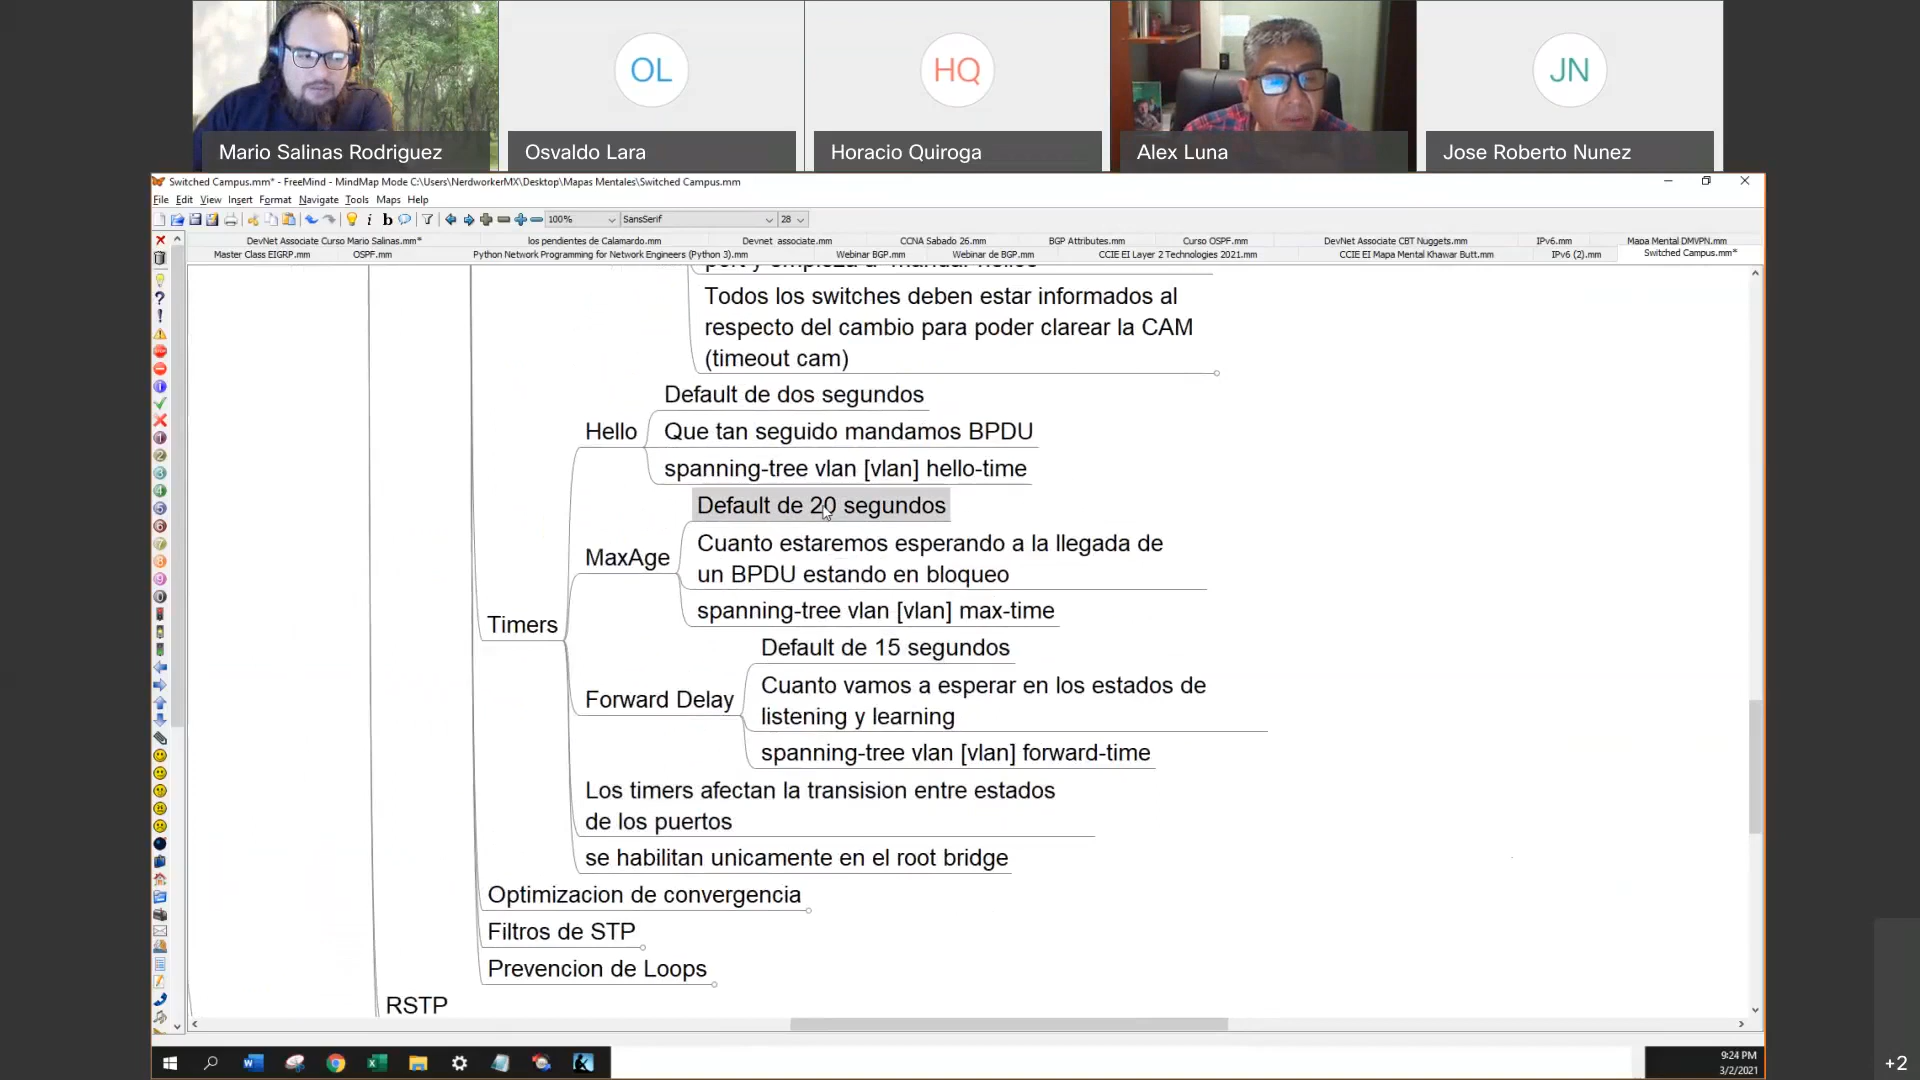 OL
HQ
JN
Mario Salinas Rodriguez
Osvaldo Lara
Horacio Quiroga
Alex Luna
Jose Roberto Nunez
Switched Campus.mm* - FreeMind - MindMap Mode C:\Users\NerdworkerMX\Desktop\Mapas Mentales\Switched Campus.mm)
File Edit View Insert Format Navigate Tools Maps Help
100% SansSerif 28
DevNet Associate Curso Mario Salinas.mm* los pendientes de Calamardo.mm Devnet associate.mm CCNA Sabado 26.mm BGP Attributes.mm Curso OSPF.mm DevNet Associate CBT Nuggets.mm IPv6.mm Mapa Mental DMVPN.mm
Master Class EIGRP.mm OSPF.mm Python Network Programming for Network Engineers (Python 3).mm Webinar BGP.mm Webinar de BGP.mm CCIE EI Layer 2 Technologies 2021.mm CCIE EI Mapa Mental Khawar Butt.mm IPv6 (2).mm Switched Campus.mm*
Todos los switches deben estar informados al
respecto del cambio para poder clarear la CAM
(timeout cam)
Default de dos segundos
Hello
Que tan seguido mandamos BPDU
spanning-tree vlan [vlan] hello-time
Default de 20 segundos
MaxAge
Cuanto estaremos esperando a la llegada de
un BPDU estando en bloqueo
spanning-tree vlan [vlan] max-time
Timers
Default de 15 segundos
Forward Delay
Cuanto vamos a esperar en los estados de
listening y learning
spanning-tree vlan [vlan] forward-time
Los timers afectan la transision entre estados
de los puertos
se habilitan unicamente en el root bridge
Optimizacion de convergencia
Filtros de STP
Prevencion de Loops
RSTP
9:24 PM
3/2/2021
+2